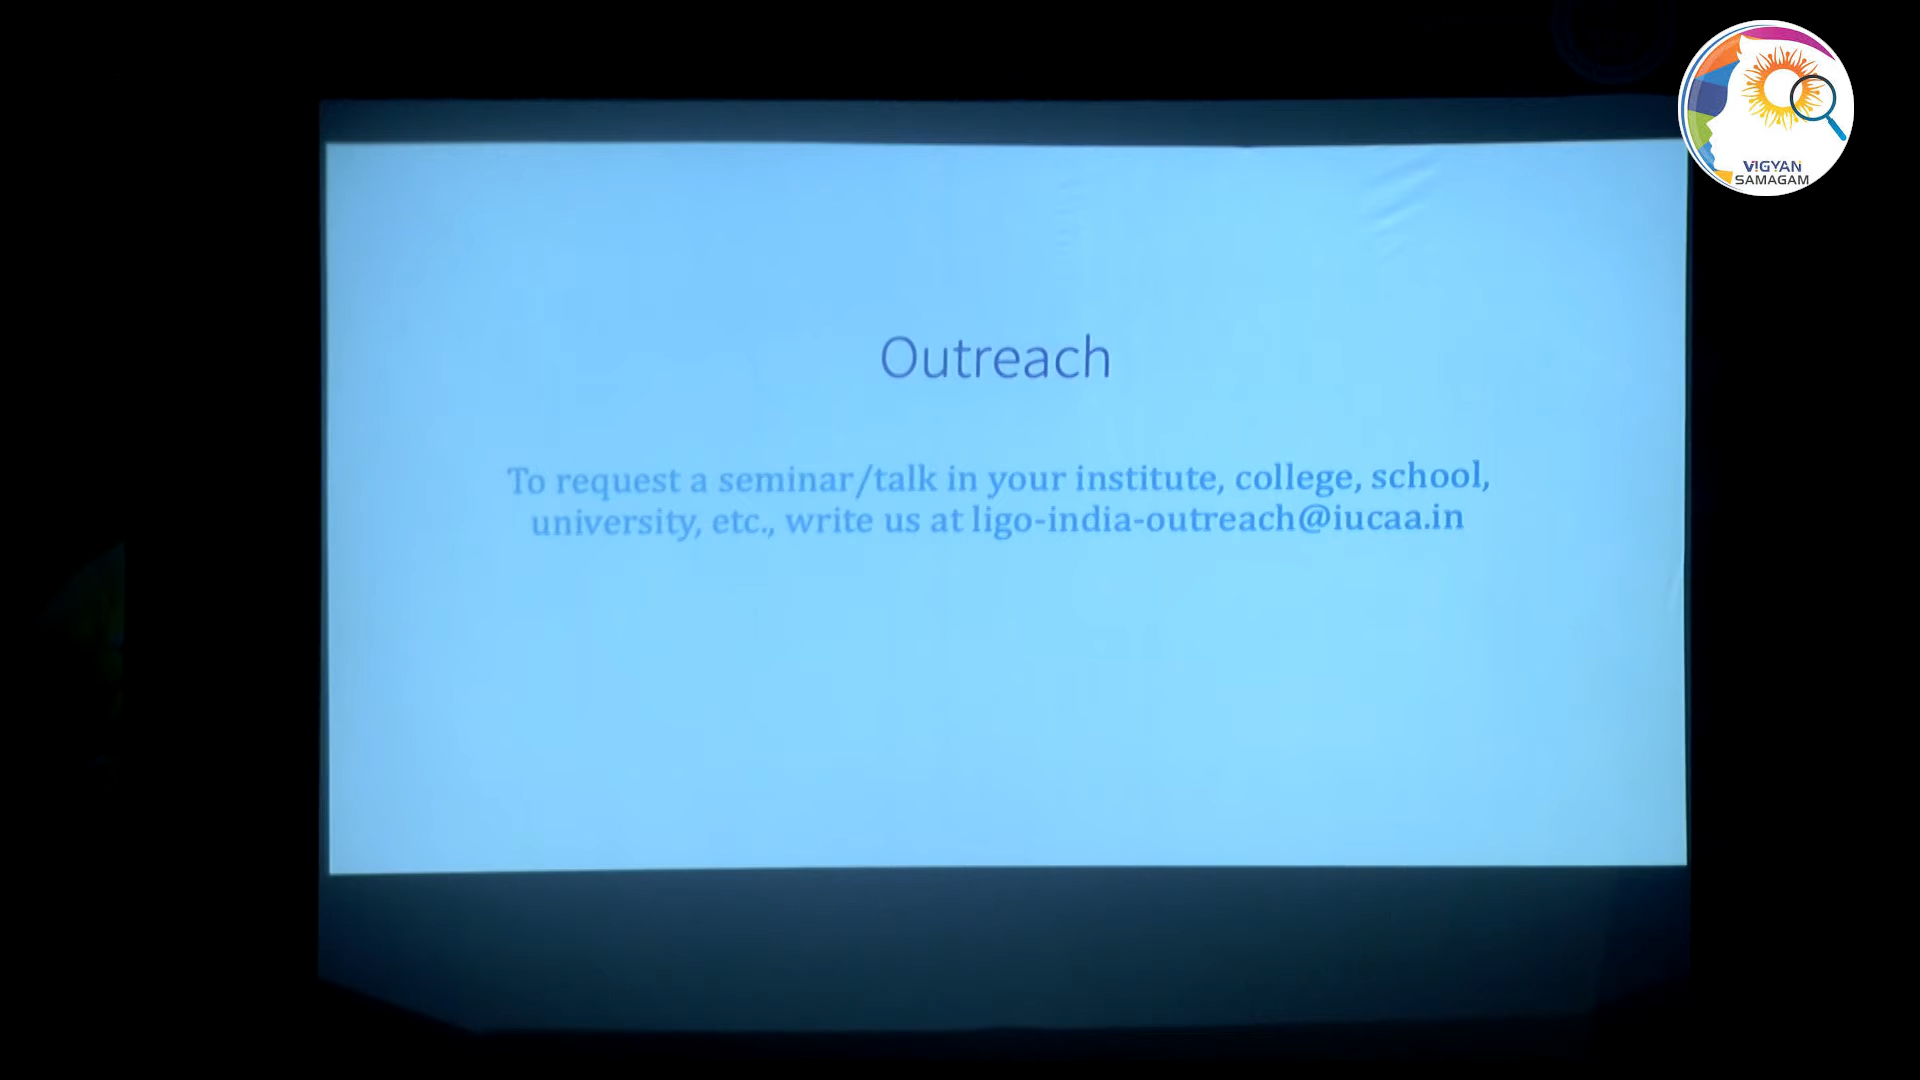 VIGYAN
SAMAGAM
Outreach
To request a seminar/talk in your institute, college, school,
university, etc., write us at ligo-india-outreach@iucaa.in